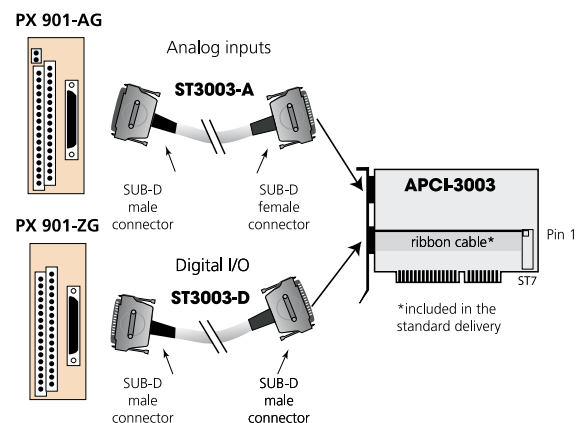 PX 901-AG
Analog inputs
ST3003-A
SUB-D
male
connector
SUB-D
female
connector
APCI-3003
ribbon cable*
Pin 1
ST7
*included in the
standard delivery
PX 901-ZG
Digital I/O
ST3003-D
SUB-D
male
connector
SUB-D
male
connector